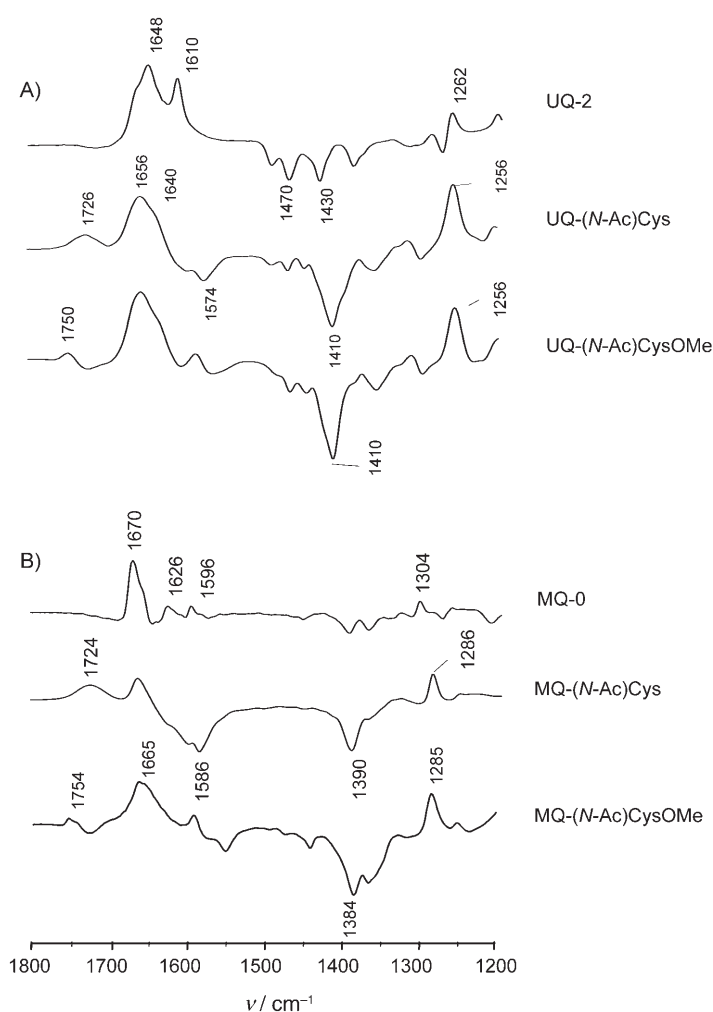 A)
1648
1610
1262
UQ-2
1470
1430
1726
1656
1640
1256
UQ-(N-Ac)Cys
1574
1410
1750
1256
UQ-(N-Ac)CysOMe
1410
B)
1670
1626
1596
1304
MQ-0
1724
1286
MQ-(N-Ac)Cys
1390
1754
1665
1586
1285
MQ-(N-Ac)CysOMe
1384
1800 1700 1600 1500 1400 1300 1200
ν / cm⁻¹